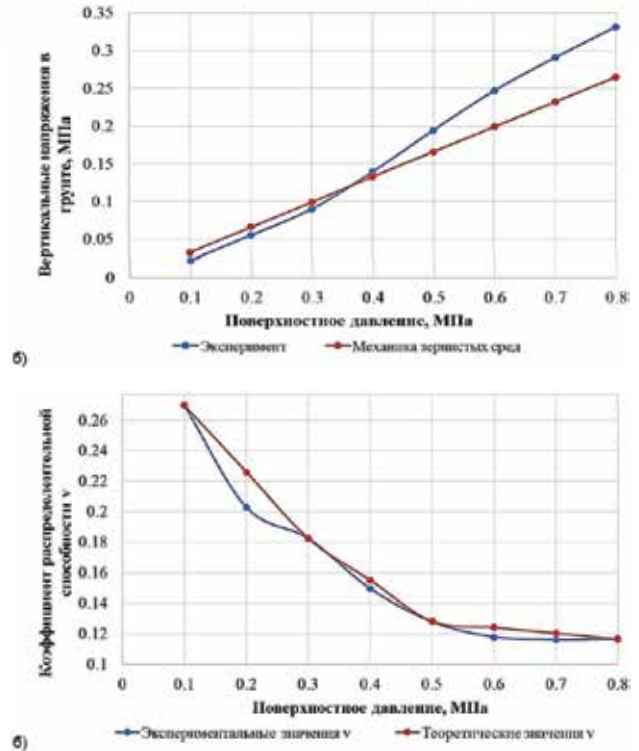 0.35
0.3
0.25
0.2
0.15
0.1
0.05
0
Вертикальные напряжения в
грунте, МПа
0 0.1 0.2 0.3 0.4 0.5 0.6 0.7 0.8
Поверхностное давление, МПа
Эксперимент Механика зернистых сред
б)
0.26
0.24
0.22
0.2
0.18
0.16
0.14
0.12
0.1
Коэффициент распределентельной
способности ν
0 0.1 0.2 0.3 0.4 0.5 0.6 0.7 0.8
Поверхностное давление, МПа
Экспериментальные значения ν Теоретические значения ν
б)